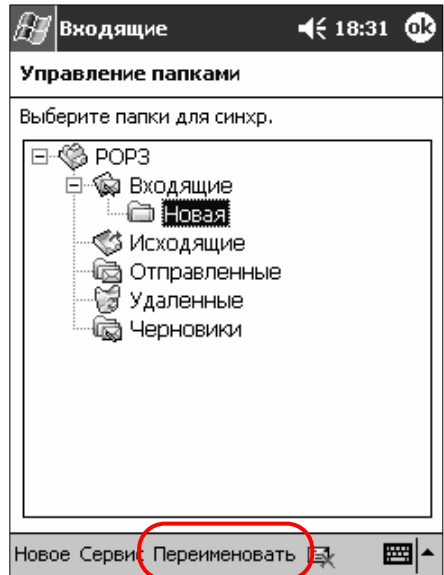 Входящие 18:31 ok
Управление папками
Выберите папки для синхр.
POP3
Входящие
Новая
Исходящие
Отправленные
Удаленные
Черновики
Новое Сервис Переименовать